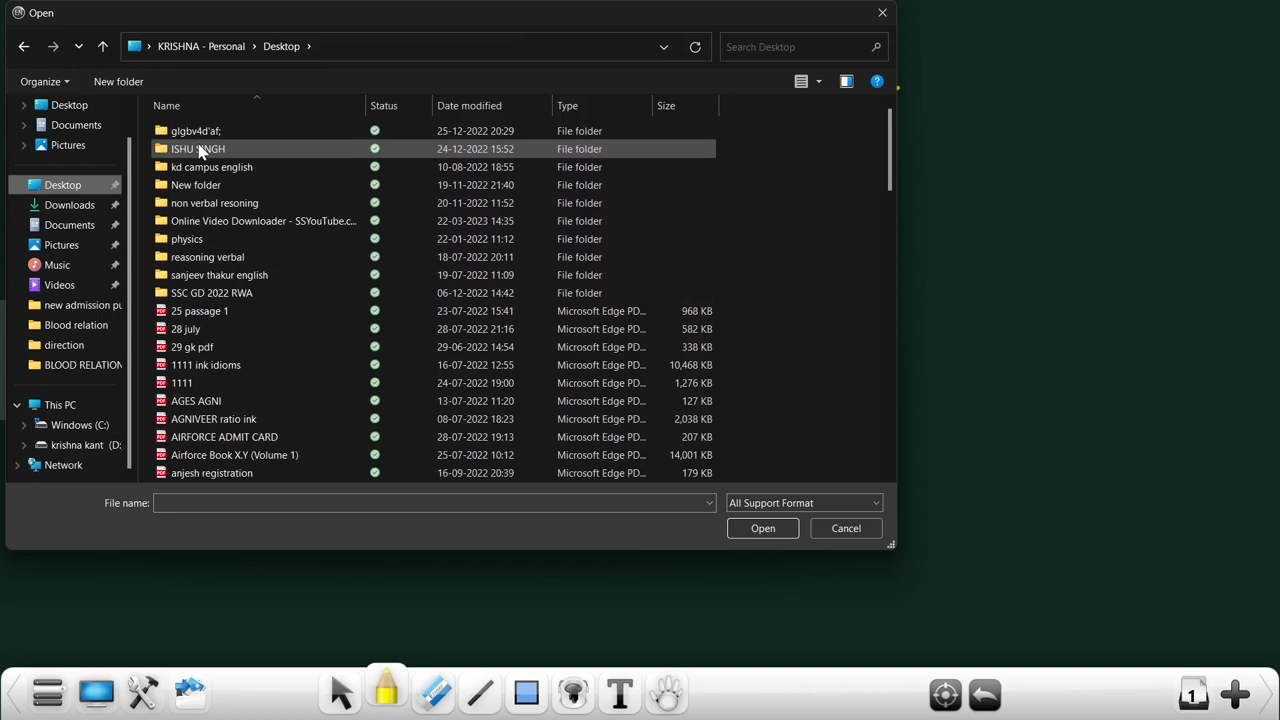 Open
KRISHNA - Personal > Desktop >
Search Desktop
Organize
New folder
Name Status Date modified Type Size
Desktop
Documents
Pictures
Desktop
Downloads
Documents
Pictures
Music
Videos
new admission pu
Blood relation
direction
BLOOD RELATION
This PC
Windows (C:)
krishna kant (D:
Network
glgbv4d'af; 25-12-2022 20:29 File folder
ISHU SINGH 24-12-2022 15:52 File folder
kd campus english 10-08-2022 18:55 File folder
New folder 19-11-2022 21:40 File folder
non verbal resoning 20-11-2022 11:52 File folder
Online Video Downloader - SSYouTube.c... 22-03-2023 14:35 File folder
physics 22-01-2022 11:12 File folder
reasoning verbal 18-07-2022 20:11 File folder
sanjeev thakur english 19-07-2022 11:09 File folder
SSC GD 2022 RWA 06-12-2022 14:42 File folder
25 passage 1 23-07-2022 15:41 Microsoft Edge PD... 968 KB
28 july 28-07-2022 21:16 Microsoft Edge PD... 582 KB
29 gk pdf 29-06-2022 14:54 Microsoft Edge PD... 338 KB
1111 ink idioms 16-07-2022 12:55 Microsoft Edge PD... 10,468 KB
1111 24-07-2022 19:00 Microsoft Edge PD... 1,276 KB
AGES AGNI 13-07-2022 11:20 Microsoft Edge PD... 127 KB
AGNIVEER ratio ink 08-07-2022 18:23 Microsoft Edge PD... 2,038 KB
AIRFORCE ADMIT CARD 28-07-2022 19:13 Microsoft Edge PD... 207 KB
Airforce Book X.Y (Volume 1) 25-07-2022 10:12 Microsoft Edge PD... 14,001 KB
anjesh registration 16-09-2022 20:39 Microsoft Edge PD... 179 KB
File name:
All Support Format
Open
Cancel
T
1